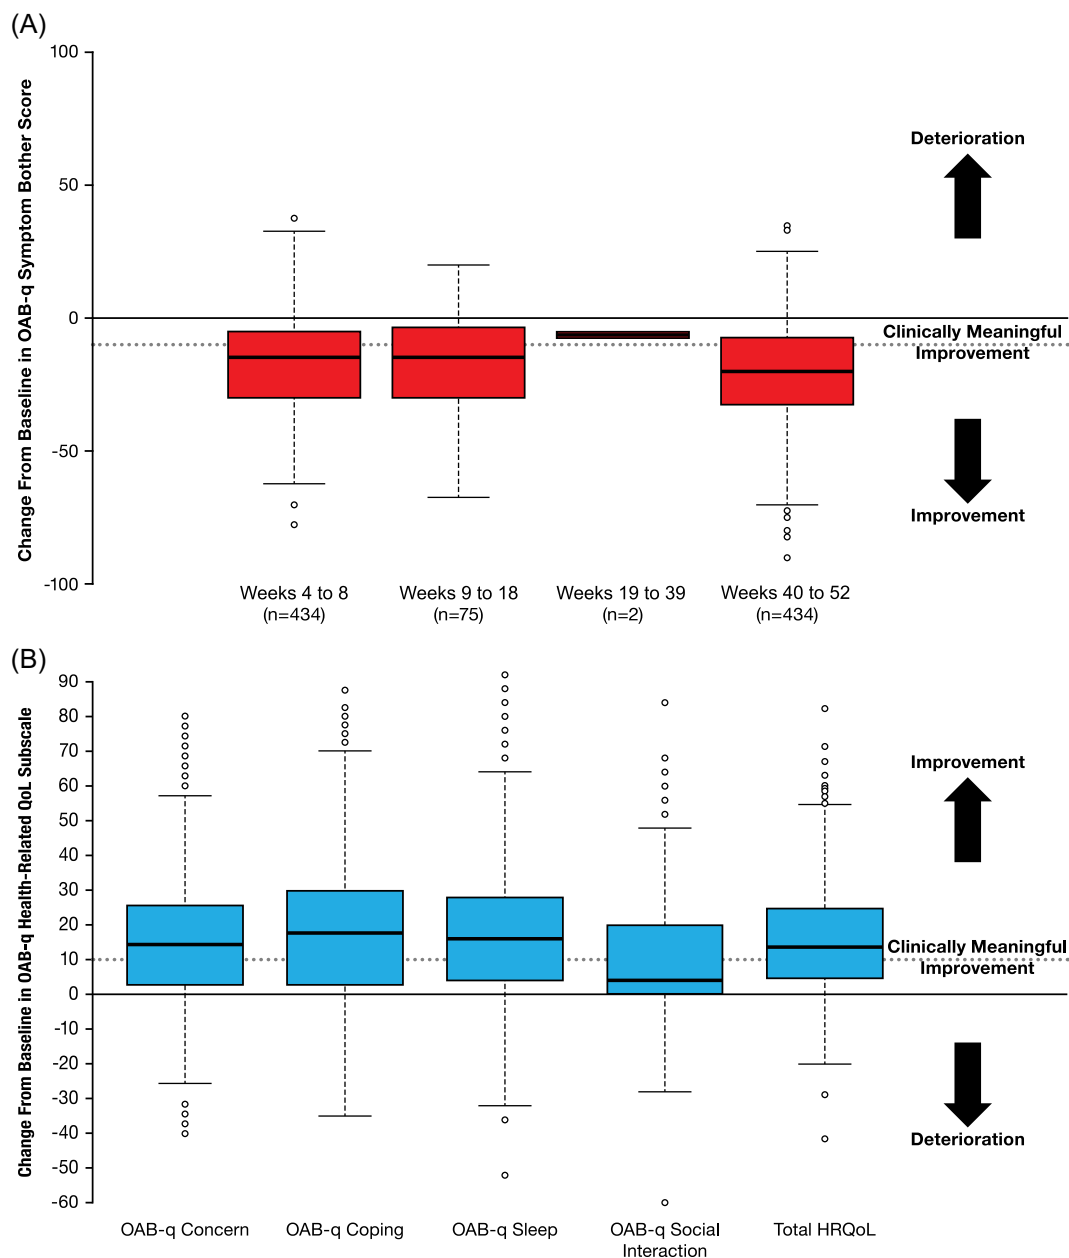 (A)
Change From Baseline in OAB-q Symptom Bother Score
100
50
0
-50
-100
Deterioration
Clinically Meaningful
Improvement
Improvement
Weeks 4 to 8
(n=434)
Weeks 9 to 18
(n=75)
Weeks 19 to 39
(n=2)
Weeks 40 to 52
(n=434)
(B)
Change From Baseline in OAB-q Health-Related QoL Subscale
90
80
70
60
50
40
30
20
10
0
-10
-20
-30
-40
-50
-60
Improvement
Clinically Meaningful
Improvement
Deterioration
OAB-q Concern
OAB-q Coping
OAB-q Sleep
OAB-q Social
Interaction
Total HRQoL